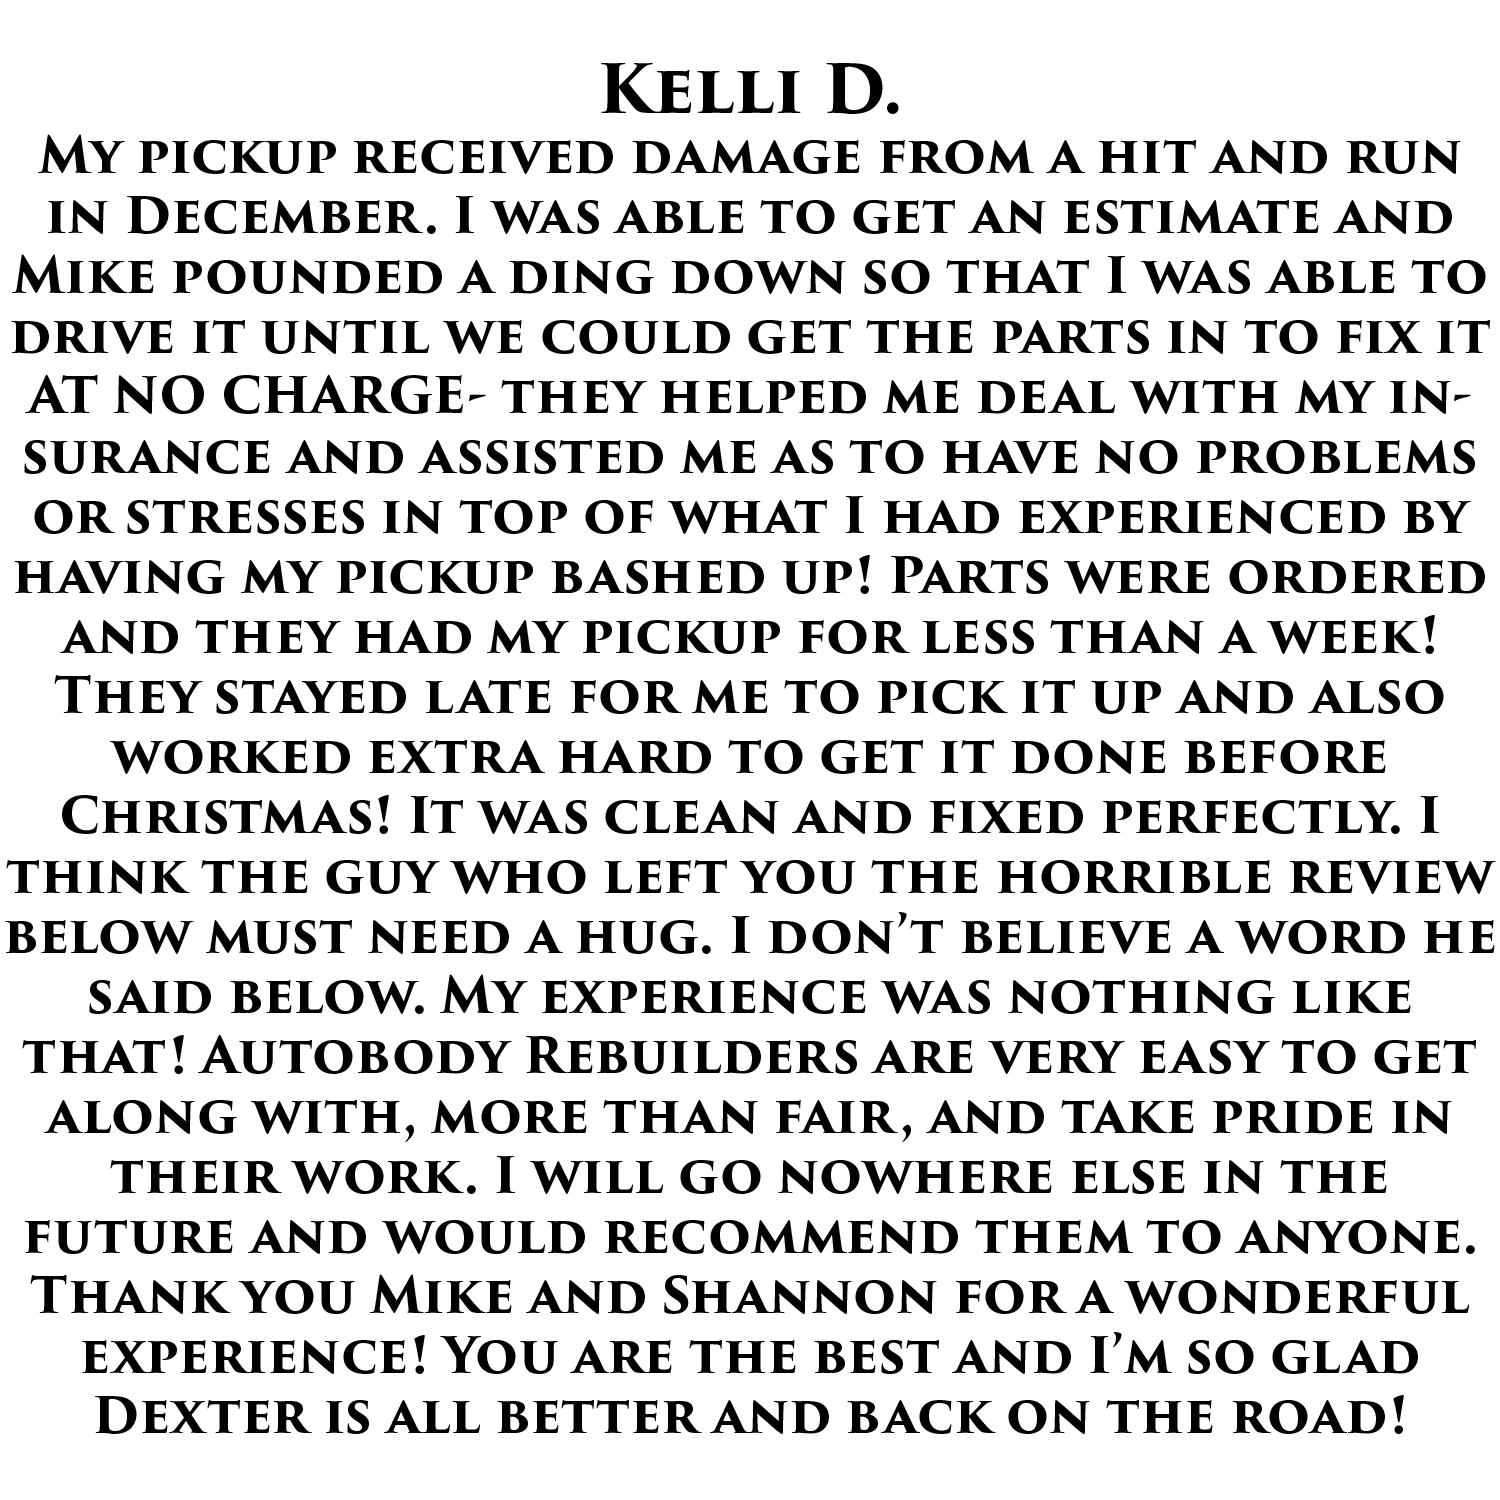 Kelli D.
My pickup received damage from a hit and run
in December. I was able to get an estimate and
Mike pounded a ding down so that I was able to
drive it until we could get the parts in to fix it
AT NO CHARGE- they helped me deal with my in-
surance and assisted me as to have no problems
or stresses in top of what I had experienced by
having my pickup bashed up! Parts were ordered
and they had my pickup for less than a week!
They stayed late for me to pick it up and also
worked extra hard to get it done before
Christmas! It was clean and fixed perfectly. I
think the guy who left you the horrible review
below must need a hug. I don’t believe a word he
said below. My experience was nothing like
that! Autobody Rebuilders are very easy to get
along with, more than fair, and take pride in
their work. I will go nowhere else in the
future and would recommend them to anyone.
Thank you Mike and Shannon for a wonderful
experience! You are the best and I’m so glad
Dexter is all better and back on the road!